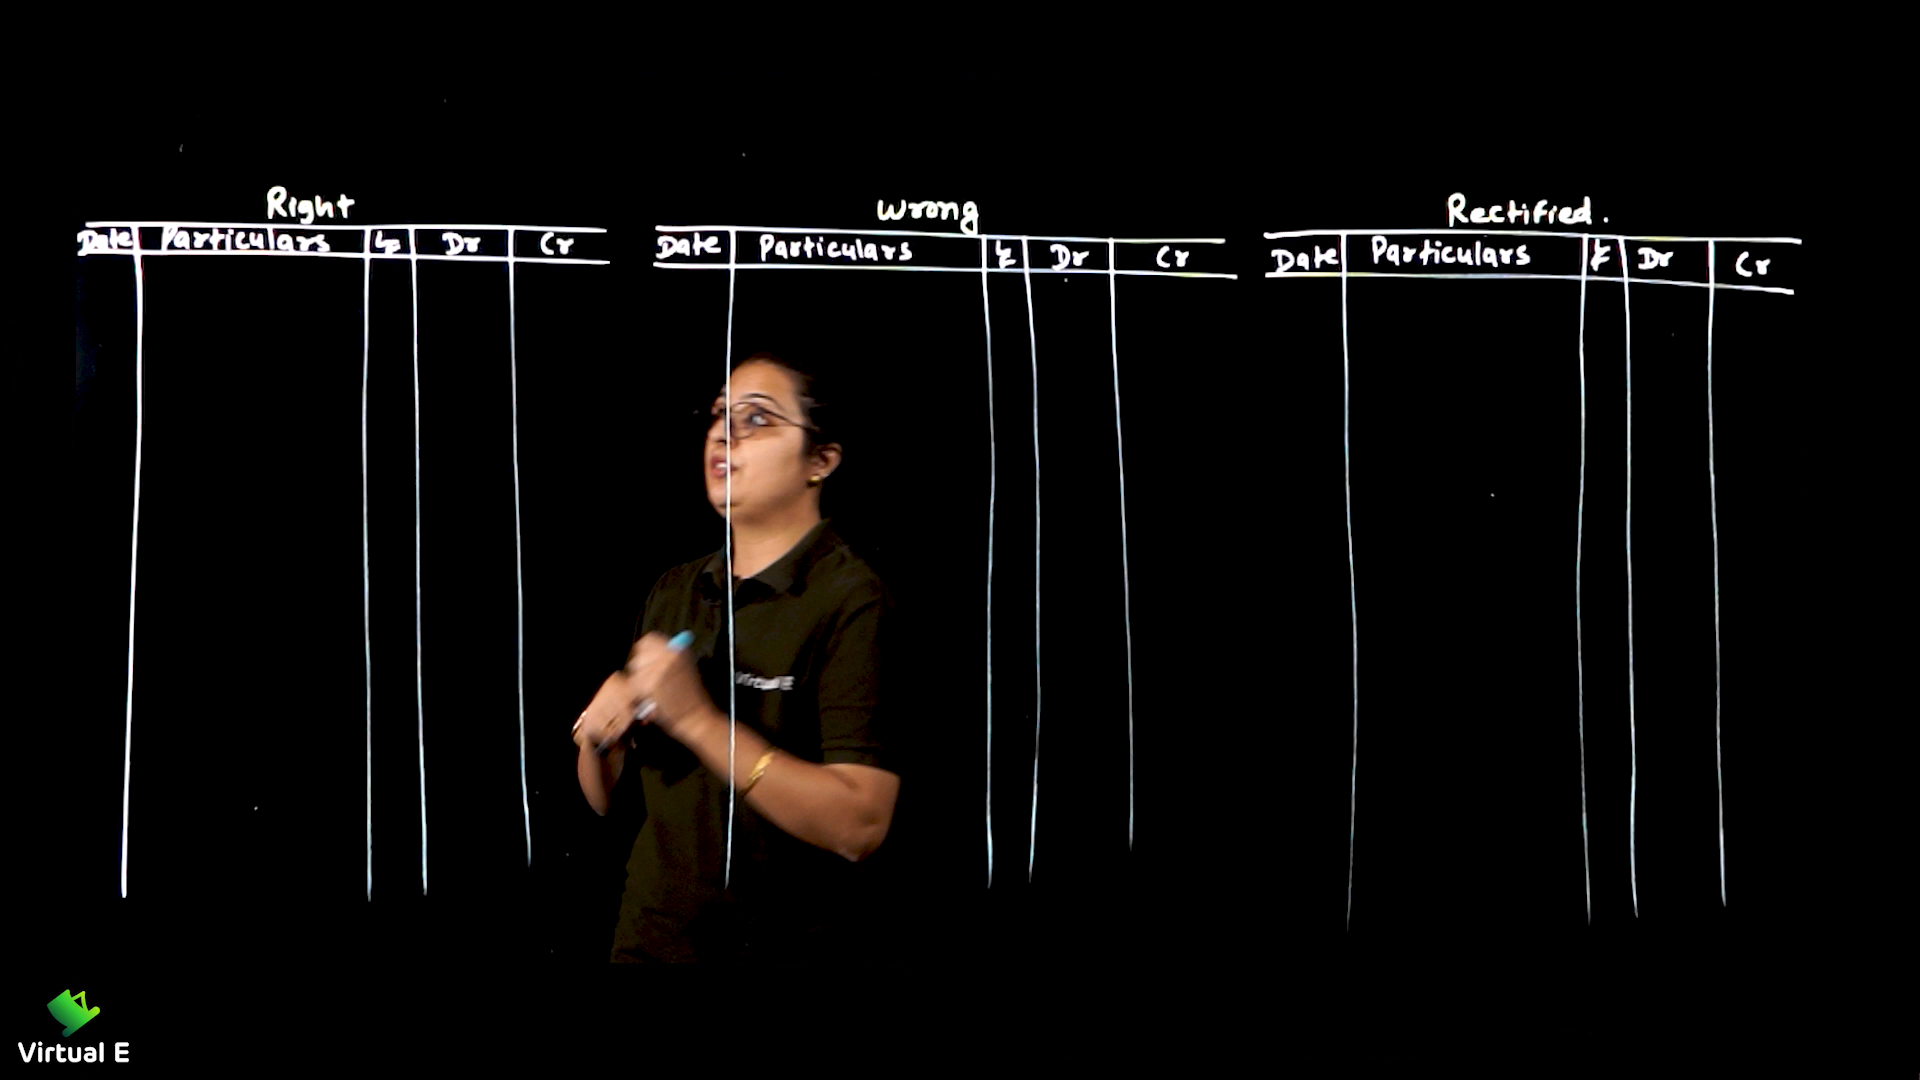 Right
Date Particulars LF Dr Cr
Wrong
Date Particulars LF Dr Cr
Rectified.
Date Particulars LF Dr Cr
Virtual E
Virtual E